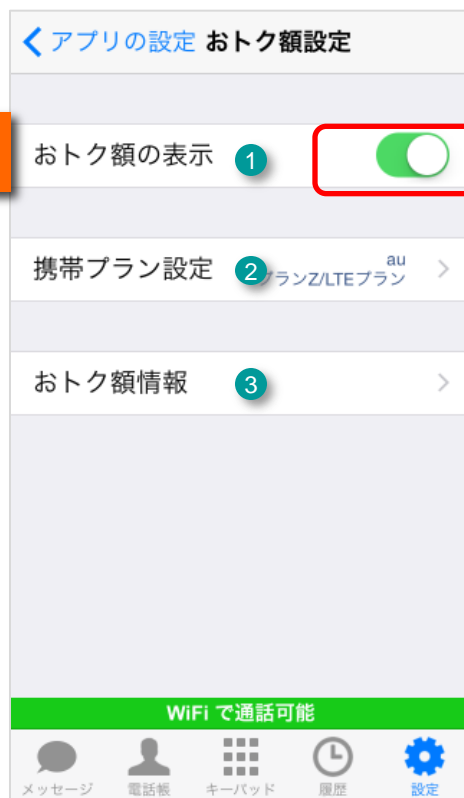 アプリの設定 おトク額設定
おトク額の表示 1
携帯プラン設定 2 au
プランZ/LTEプラン
おトク額情報 3
WiFi で通話可能
メッセージ 電話帳 キーパッド 履歴 設定